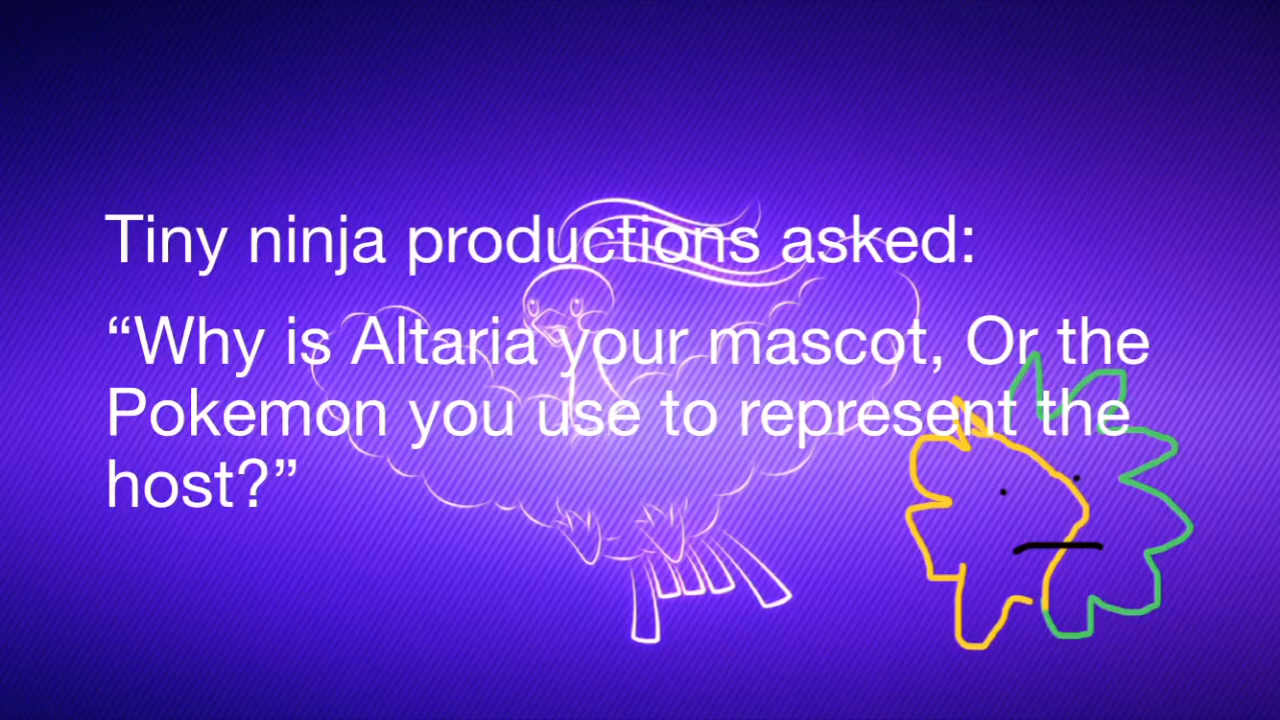 Tiny ninja productions asked:
“Why is Altaria your mascot, Or the
Pokemon you use to represent the
host?”